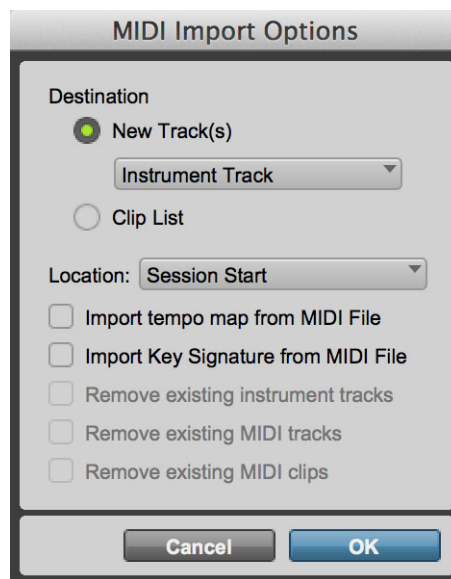 MIDI Import Options
Destination
New Track(s)
Instrument Track
Clip List
Location: Session Start
Import tempo map from MIDI File
Import Key Signature from MIDI File
Remove existing instrument tracks
Remove existing MIDI tracks
Remove existing MIDI clips
Cancel OK